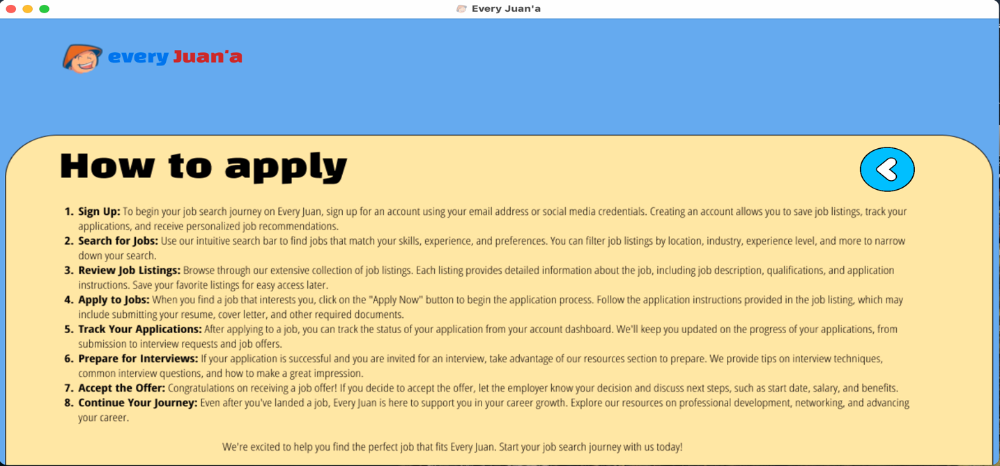 Every Juan'a
every Juan'a
How to apply
1. Sign Up: To begin your job search journey on Every Juan, sign up for an account using your email address or social media credentials. Creating an account allows you to save job listings, track your
applications, and receive personalized job recommendations.
2. Search for Jobs: Use our intuitive search bar to find jobs that match your skills, experience, and preferences. You can filter job listings by location, industry, experience level, and more to narrow
down your search.
3. Review Job Listings: Browse through our extensive collection of job listings. Each listing provides detailed information about the job, including job description, qualifications, and application
instructions. Save your favorite listings for easy access later.
4. Apply to Jobs: When you find a job that interests you, click on the "Apply Now" button to begin the application process. Follow the application instructions provided in the job listing, which may
include submitting your resume, cover letter, and other required documents.
5. Track Your Applications: After applying to a job, you can track the status of your application from your account dashboard. We'll keep you updated on the progress of your applications, from
submission to interview requests and job offers.
6. Prepare for Interviews: If your application is successful and you are invited for an interview, take advantage of our resources section to prepare. We provide tips on interview techniques,
common interview questions, and how to make a great impression.
7. Accept the Offer: Congratulations on receiving a job offer! If you decide to accept the offer, let the employer know your decision and discuss next steps, such as start date, salary, and benefits.
8. Continue Your Journey: Even after you've landed a job, Every Juan is here to support you in your career growth. Explore our resources on professional development, networking, and advancing
your career.
We're excited to help you find the perfect job that fits Every Juan. Start your job search journey with us today!